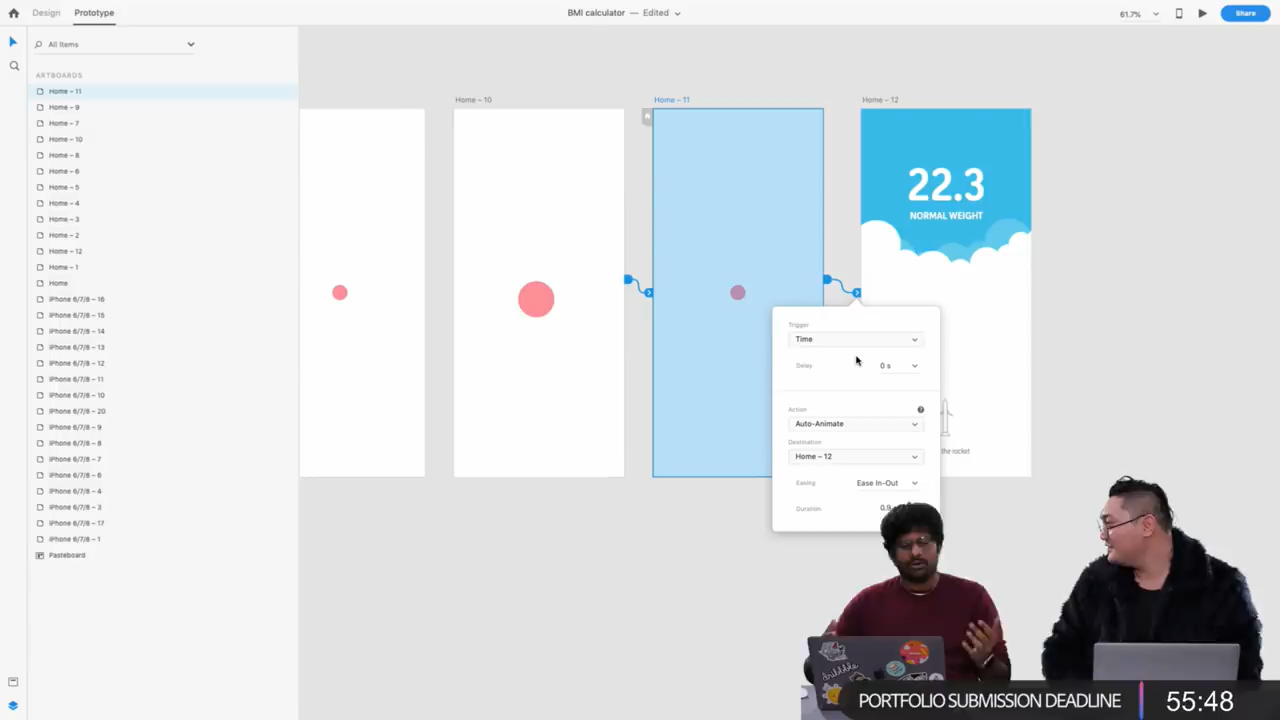 Design
Prototype
BMI calculator — Edited
61.7%
Share
All Items
ARTBOARDS
Home – 11
Home – 9
Home – 7
Home – 10
Home – 8
Home – 6
Home – 5
Home – 4
Home – 3
Home – 2
Home – 12
Home – 1
Home
iPhone 6/7/8 – 16
iPhone 6/7/8 – 15
iPhone 6/7/8 – 14
iPhone 6/7/8 – 13
iPhone 6/7/8 – 12
iPhone 6/7/8 – 11
iPhone 6/7/8 – 10
iPhone 6/7/8 – 20
iPhone 6/7/8 – 9
iPhone 6/7/8 – 8
iPhone 6/7/8 – 7
iPhone 6/7/8 – 6
iPhone 6/7/8 – 4
iPhone 6/7/8 – 3
iPhone 6/7/8 – 17
iPhone 6/7/8 – 1
Pasteboard
Home – 10
Home – 11
Home – 12
22.3
NORMAL WEIGHT
the rocket
Trigger
Time
Delay
0 s
Action
?
Auto-Animate
Destination
Home – 12
Easing
Ease In-Out
Duration
dribbble
PORTFOLIO SUBMISSION DEADLINE
55:48